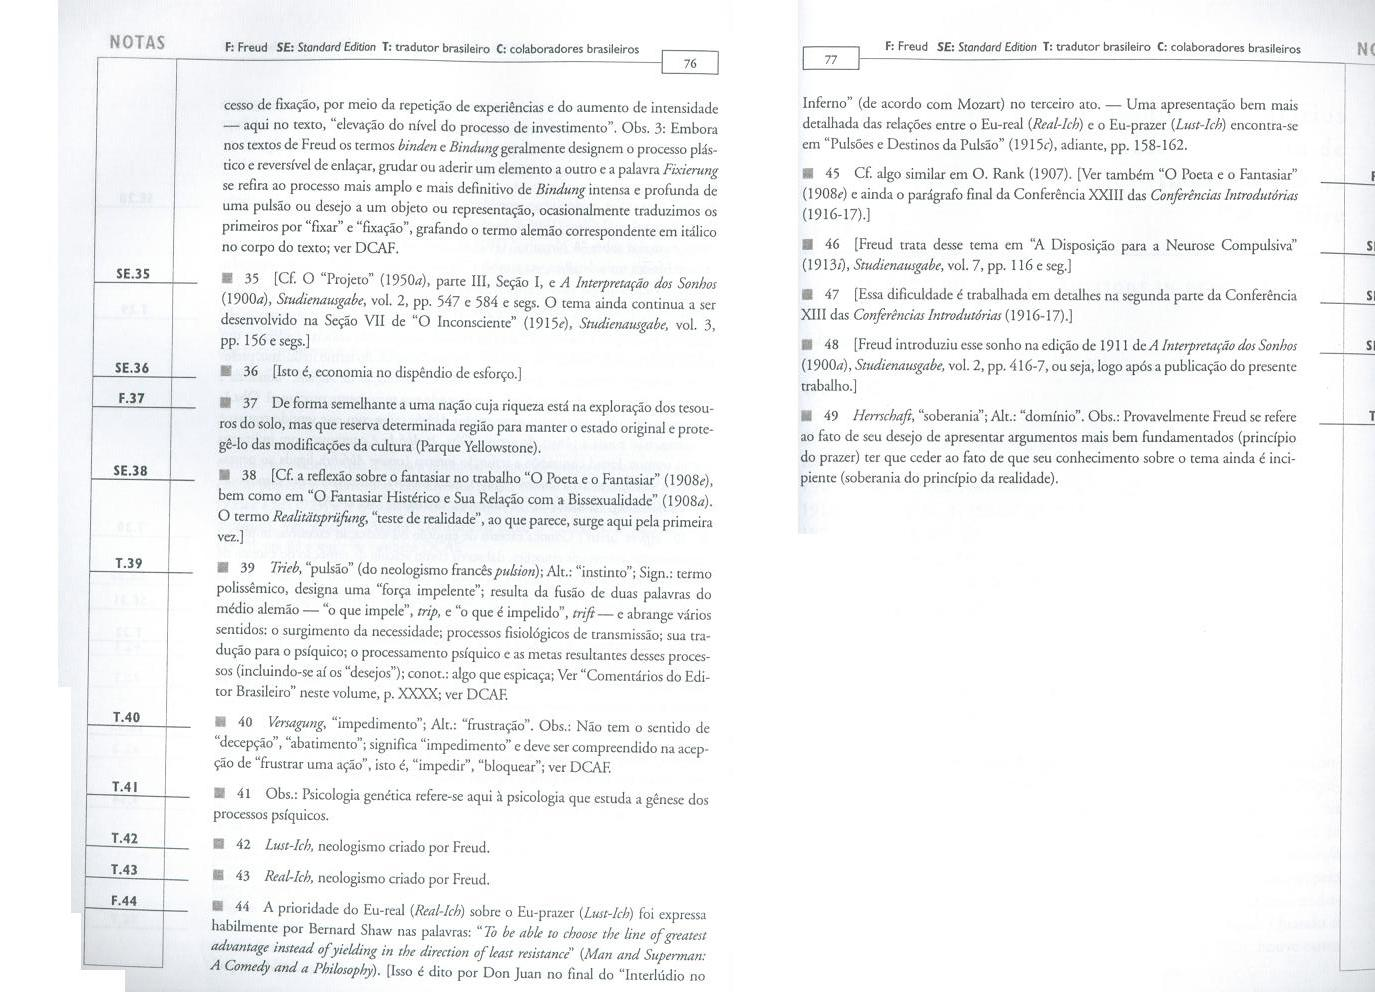 NOTAS
F: Freud SE: Standard Edition T: tradutor brasileiro C: colaboradores brasileiros
76
cesso de fixação, por meio da repetição de experiências e do aumento de intensidade
— aqui no texto, “elevação do nível do processo de investimento”. Obs. 3: Embora
nos textos de Freud os termos binden e Bindung geralmente designem o processo plás-
tico e reversível de enlaçar, grudar ou aderir um elemento a outro e a palavra Fixierung
se refira ao processo mais amplo e mais definitivo de Bindung intensa e profunda de
uma pulsão ou desejo a um objeto ou representação, ocasionalmente traduzimos os
primeiros por “fixar” e “fixação”, grafando o termo alemão correspondente em itálico
no corpo do texto; ver DCAF.
SE.35
35 [Cf. O “Projeto” (1950a), parte III, Seção I, e A Interpretação dos Sonhos
(1900a), Studienausgabe, vol. 2, pp. 547 e 584 e segs. O tema ainda continua a ser
desenvolvido na Seção VII de “O Inconsciente” (1915e), Studienausgabe, vol. 3,
pp. 156 e segs.]
SE.36
36 [Isto é, economia no dispêndio de esforço.]
F.37
37 De forma semelhante a uma nação cuja riqueza está na exploração dos tesou-
ros do solo, mas que reserva determinada região para manter o estado original e prote-
gê-lo das modificações da cultura (Parque Yellowstone).
SE.38
38 [Cf. a reflexão sobre o fantasiar no trabalho “O Poeta e o Fantasiar” (1908e),
bem como em “O Fantasiar Histérico e Sua Relação com a Bissexualidade” (1908a).
O termo Realitätsprüfung, “teste de realidade”, ao que parece, surge aqui pela primeira
vez.]
T.39
39 Trieb, “pulsão” (do neologismo francês pulsion); Alt.: “instinto”; Sign.: termo
polissêmico, designa uma “força impelente”; resulta da fusão de duas palavras do
médio alemão — “o que impele”, trip, e “o que é impelido”, trift — e abrange vários
sentidos: o surgimento da necessidade; processos fisiológicos de transmissão; sua tra-
dução para o psíquico; o processamento psíquico e as metas resultantes desses proces-
sos (incluindo-se aí os “desejos”); conot.: algo que espicaça; Ver “Comentários do Edi-
tor Brasileiro” neste volume, p. XXXX; ver DCAF.
T.40
40 Versagung, “impedimento”; Alt.: “frustração”. Obs.: Não tem o sentido de
“decepção”, “abatimento”; significa “impedimento” e deve ser compreendido na acep-
ção de “frustrar uma ação”, isto é, “impedir”, “bloquear”; ver DCAF.
T.41
41 Obs.: Psicologia genética refere-se aqui à psicologia que estuda a gênese dos
processos psíquicos.
T.42
42 Lust-Ich, neologismo criado por Freud.
T.43
43 Real-Ich, neologismo criado por Freud.
F.44
44 A prioridade do Eu-real (Real-Ich) sobre o Eu-prazer (Lust-Ich) foi expressa
habilmente por Bernard Shaw nas palavras: “To be able to choose the line of greatest
advantage instead of yielding in the direction of least resistance” (Man and Superman:
A Comedy and a Philosophy). [Isso é dito por Don Juan no final do “Interlúdio no
77
F: Freud SE: Standard Edition T: tradutor brasileiro C: colaboradores brasileiros
Inferno” (de acordo com Mozart) no terceiro ato. — Uma apresentação bem mais
detalhada das relações entre o Eu-real (Real-Ich) e o Eu-prazer (Lust-Ich) encontra-se
em “Pulsões e Destinos da Pulsão” (1915c), adiante, pp. 158-162.
45 Cf. algo similar em O. Rank (1907). [Ver também “O Poeta e o Fantasiar”
(1908e) e ainda o parágrafo final da Conferência XXIII das Conferências Introdutórias
(1916-17).]
46 [Freud trata desse tema em “A Disposição para a Neurose Compulsiva”
(1913i), Studienausgabe, vol. 7, pp. 116 e seg.]
47 [Essa dificuldade é trabalhada em detalhes na segunda parte da Conferência
XIII das Conferências Introdutórias (1916-17).]
48 [Freud introduziu esse sonho na edição de 1911 de A Interpretação dos Sonhos
(1900a), Studienausgabe, vol. 2, pp. 416-7, ou seja, logo após a publicação do presente
trabalho.]
49 Herrschaft, “soberania”; Alt.: “domínio”. Obs.: Provavelmente Freud se refere
ao fato de seu desejo de apresentar argumentos mais bem fundamentados (princípio
do prazer) ter que ceder ao fato de que seu conhecimento sobre o tema ainda é inci-
piente (soberania do princípio da realidade).